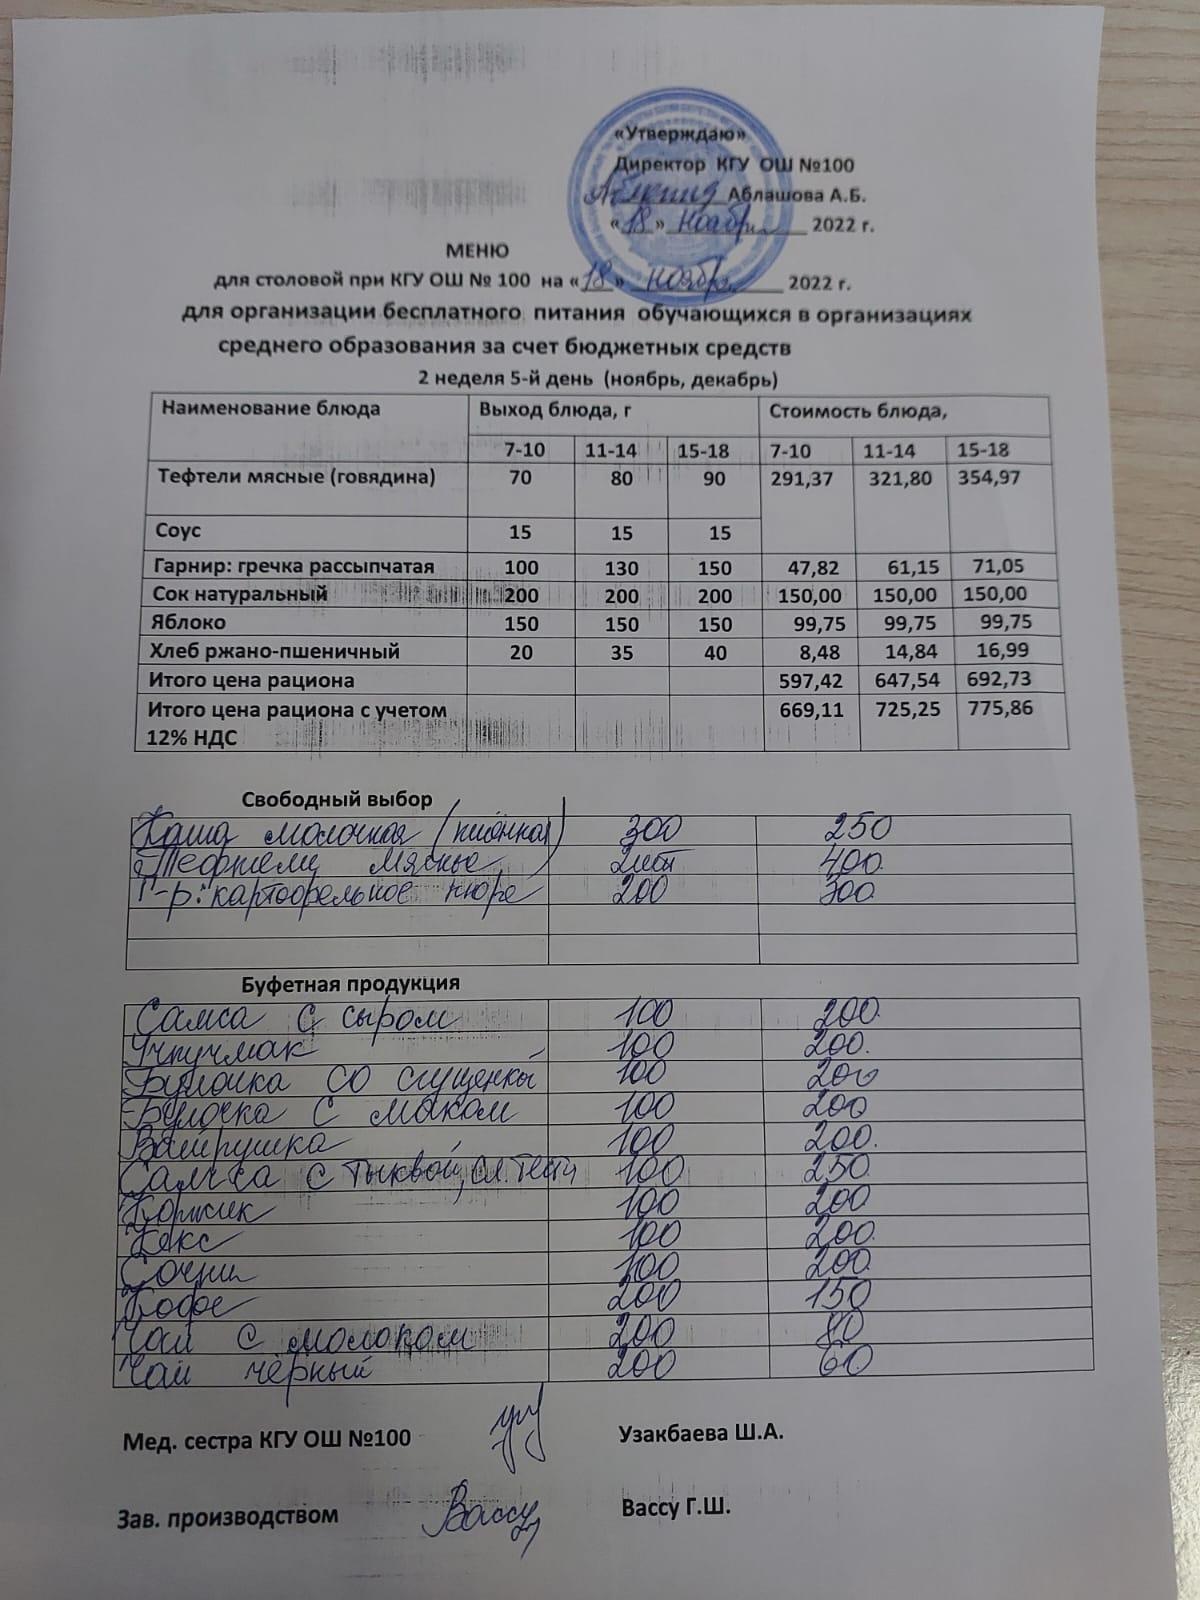 «Утверждаю»
Директор КГУ ОШ №100
Аблашова А.Б.
«18» Ноября 2022 г.
МЕНЮ
для столовой при КГУ ОШ № 100 на «18» ноября 2022 г.
для организации бесплатного питания обучающихся в организациях
среднего образования за счет бюджетных средств
2 неделя 5-й день (ноябрь, декабрь)
Наименование блюда Выход блюда, г Стоимость блюда,
7-10 11-14 15-18 7-10 11-14 15-18
Тефтели мясные (говядина) 70 80 90 291,37 321,80 354,97
Соус 15 15 15
Гарнир: гречка рассыпчатая 100 130 150 47,82 61,15 71,05
Сок натуральный 200 200 200 150,00 150,00 150,00
Яблоко 150 150 150 99,75 99,75 99,75
Хлеб ржано-пшеничный 20 35 40 8,48 14,84 16,99
Итого цена рациона 597,42 647,54 692,73
Итого цена рациона с учетом 669,11 725,25 775,86
12% НДС
Свободный выбор
Каша молочная (пшённая) 300 250
Тефтели мясные 2шт 400
Г-р: картофельное пюре 200 300
Буфетная продукция
Самса с сыром 100 200
Учпучмак 100 200.
Булочка со сгущенкой 100 200
Булочка с маком 100 200
Ватрушка 100 200.
Самса с тыквой, сл. тест 100 250
Коржик 100 200
Кекс 100 200.
Сочни 100 200.
Кофе 200 150
Чай с молоком 200 80
Чай чёрный 200 60
Мед. сестра КГУ ОШ №100 Узакбаева Ш.А.
Зав. производством Вассу Вассу Г.Ш.